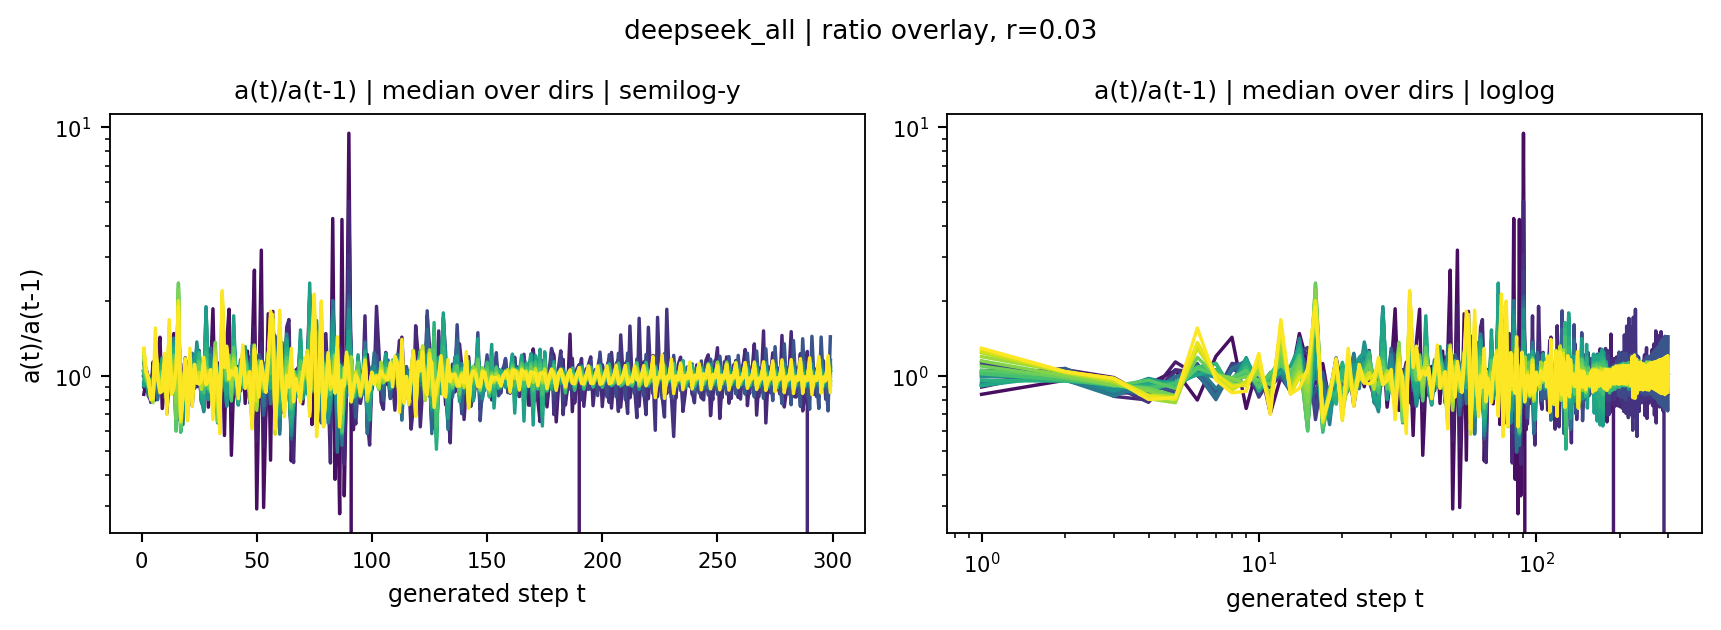 deepseek_all | ratio overlay, r=0.03
a(t)/a(t-1) | median over dirs | semilog-y
a(t)/a(t-1) | median over dirs | loglog
a(t)/a(t-1)
10¹
10⁰
0 50 100 150 200 250 300
generated step t
10¹
10⁰
10⁰ 10¹ 10²
generated step t